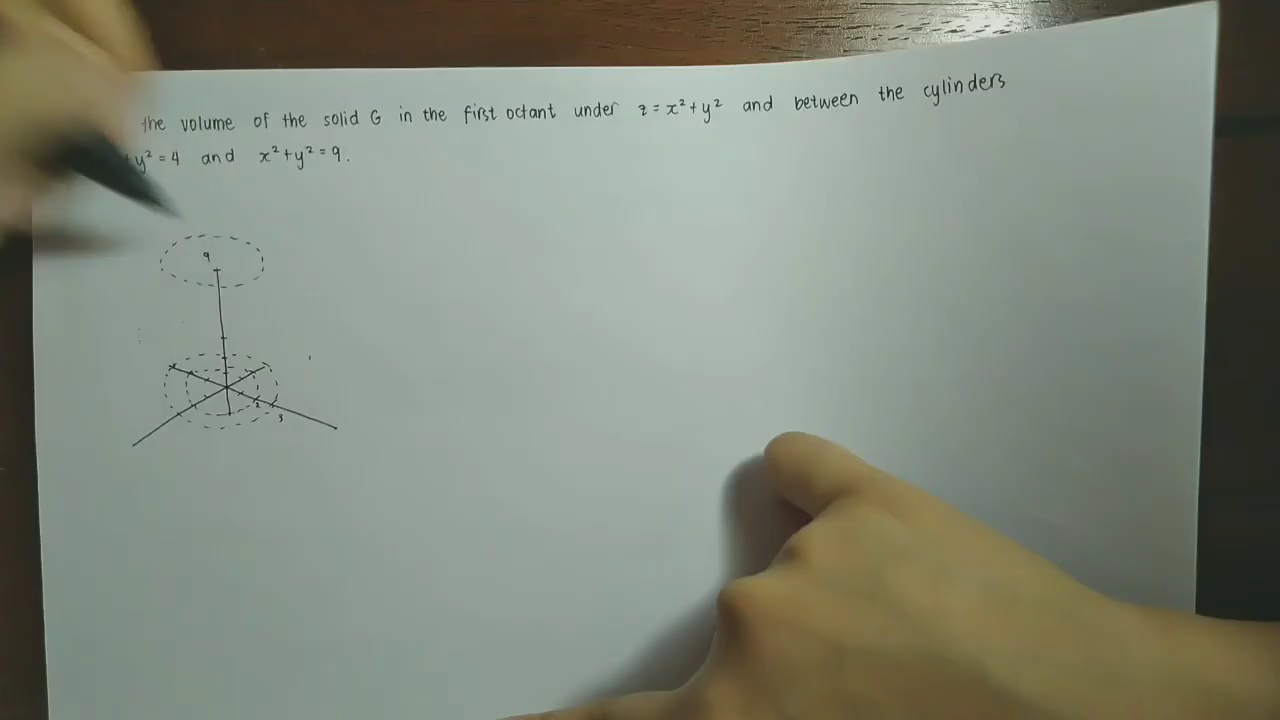 the volume of the solid G in the first octant under z = x² + y² and between the cylinders
y² = 4 and x² + y² = 9.
9
2
3